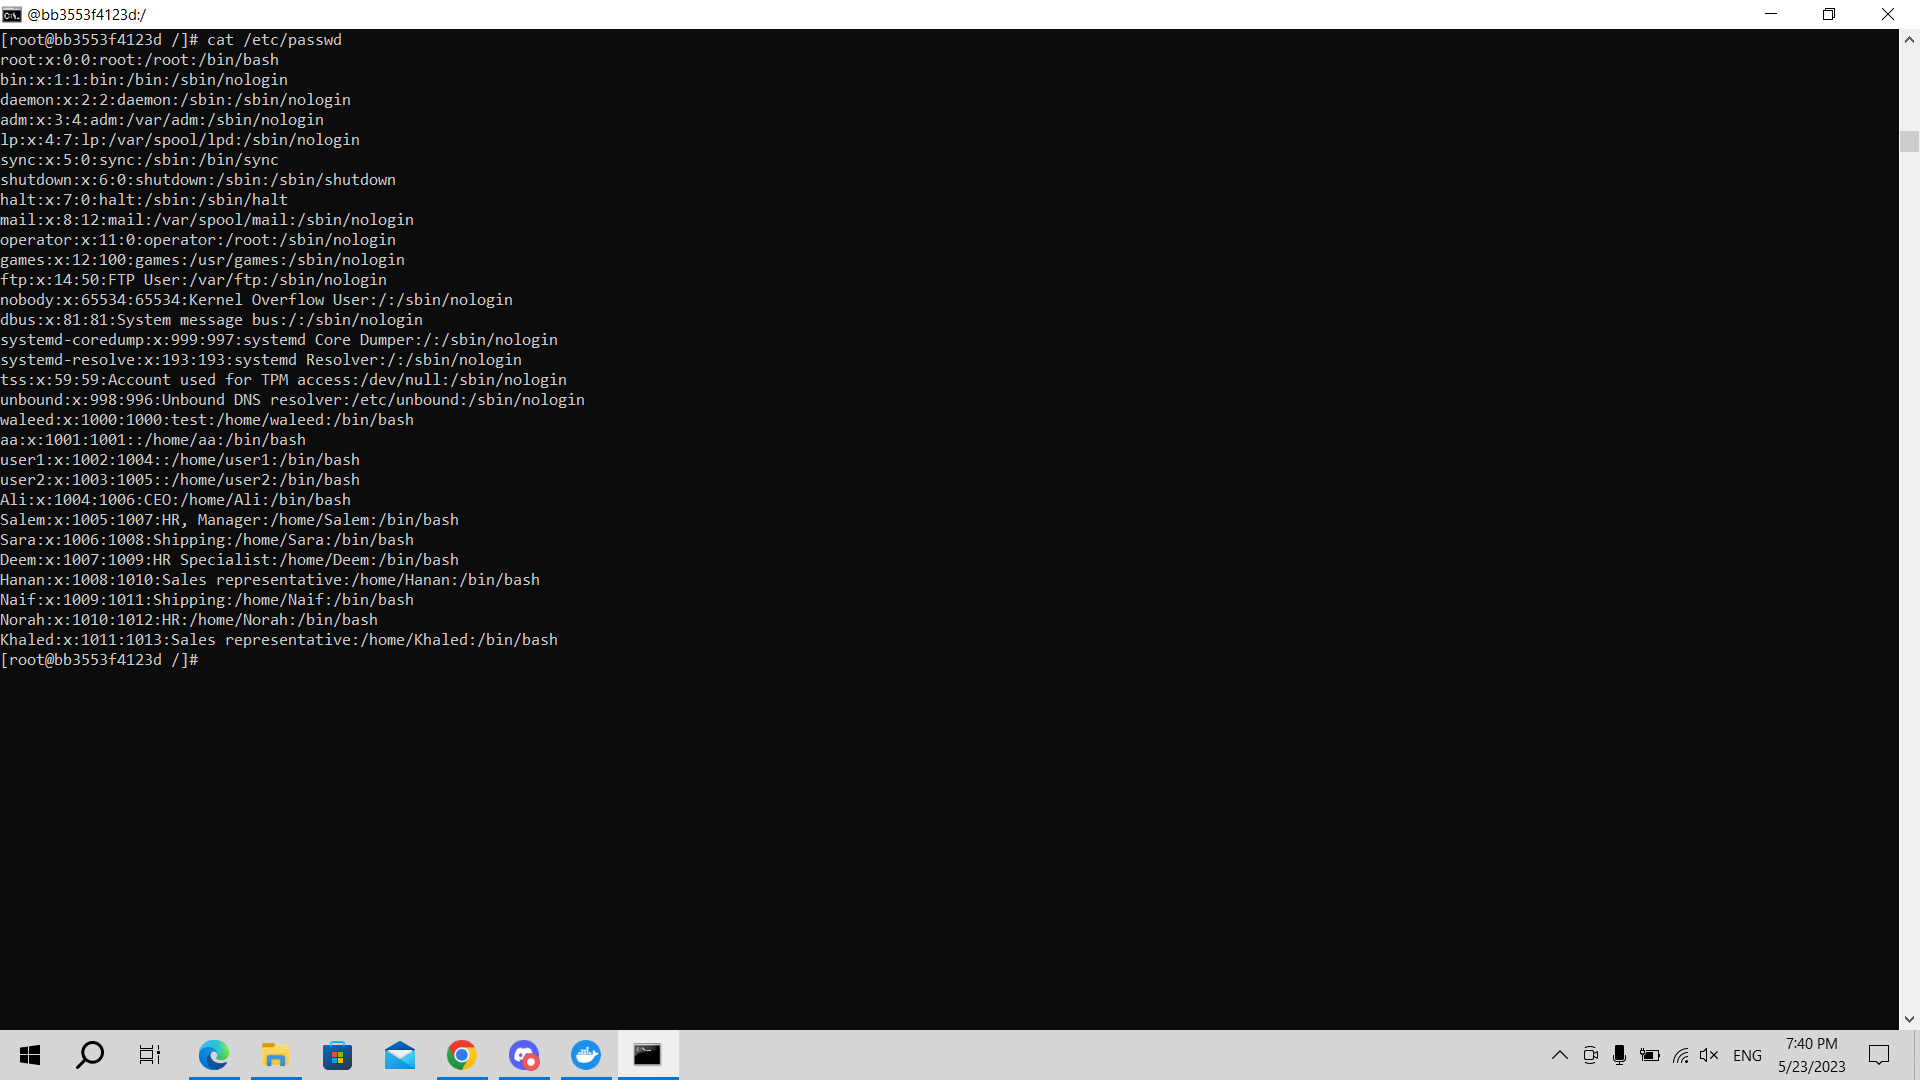 @bb3553f4123d:/
[root@bb3553f4123d /]# cat /etc/passwd
root:x:0:0:root:/root:/bin/bash
bin:x:1:1:bin:/bin:/sbin/nologin
daemon:x:2:2:daemon:/sbin:/sbin/nologin
adm:x:3:4:adm:/var/adm:/sbin/nologin
lp:x:4:7:lp:/var/spool/lpd:/sbin/nologin
sync:x:5:0:sync:/sbin:/bin/sync
shutdown:x:6:0:shutdown:/sbin:/sbin/shutdown
halt:x:7:0:halt:/sbin:/sbin/halt
mail:x:8:12:mail:/var/spool/mail:/sbin/nologin
operator:x:11:0:operator:/root:/sbin/nologin
games:x:12:100:games:/usr/games:/sbin/nologin
ftp:x:14:50:FTP User:/var/ftp:/sbin/nologin
nobody:x:65534:65534:Kernel Overflow User:/:/sbin/nologin
dbus:x:81:81:System message bus:/:/sbin/nologin
systemd-coredump:x:999:997:systemd Core Dumper:/:/sbin/nologin
systemd-resolve:x:193:193:systemd Resolver:/:/sbin/nologin
tss:x:59:59:Account used for TPM access:/dev/null:/sbin/nologin
unbound:x:998:996:Unbound DNS resolver:/etc/unbound:/sbin/nologin
waleed:x:1000:1000:test:/home/waleed:/bin/bash
aa:x:1001:1001::/home/aa:/bin/bash
user1:x:1002:1004::/home/user1:/bin/bash
user2:x:1003:1005::/home/user2:/bin/bash
Ali:x:1004:1006:CEO:/home/Ali:/bin/bash
Salem:x:1005:1007:HR, Manager:/home/Salem:/bin/bash
Sara:x:1006:1008:Shipping:/home/Sara:/bin/bash
Deem:x:1007:1009:HR Specialist:/home/Deem:/bin/bash
Hanan:x:1008:1010:Sales representative:/home/Hanan:/bin/bash
Naif:x:1009:1011:Shipping:/home/Naif:/bin/bash
Norah:x:1010:1012:HR:/home/Norah:/bin/bash
Khaled:x:1011:1013:Sales representative:/home/Khaled:/bin/bash
[root@bb3553f4123d /]#
ENG
7:40 PM
5/23/2023